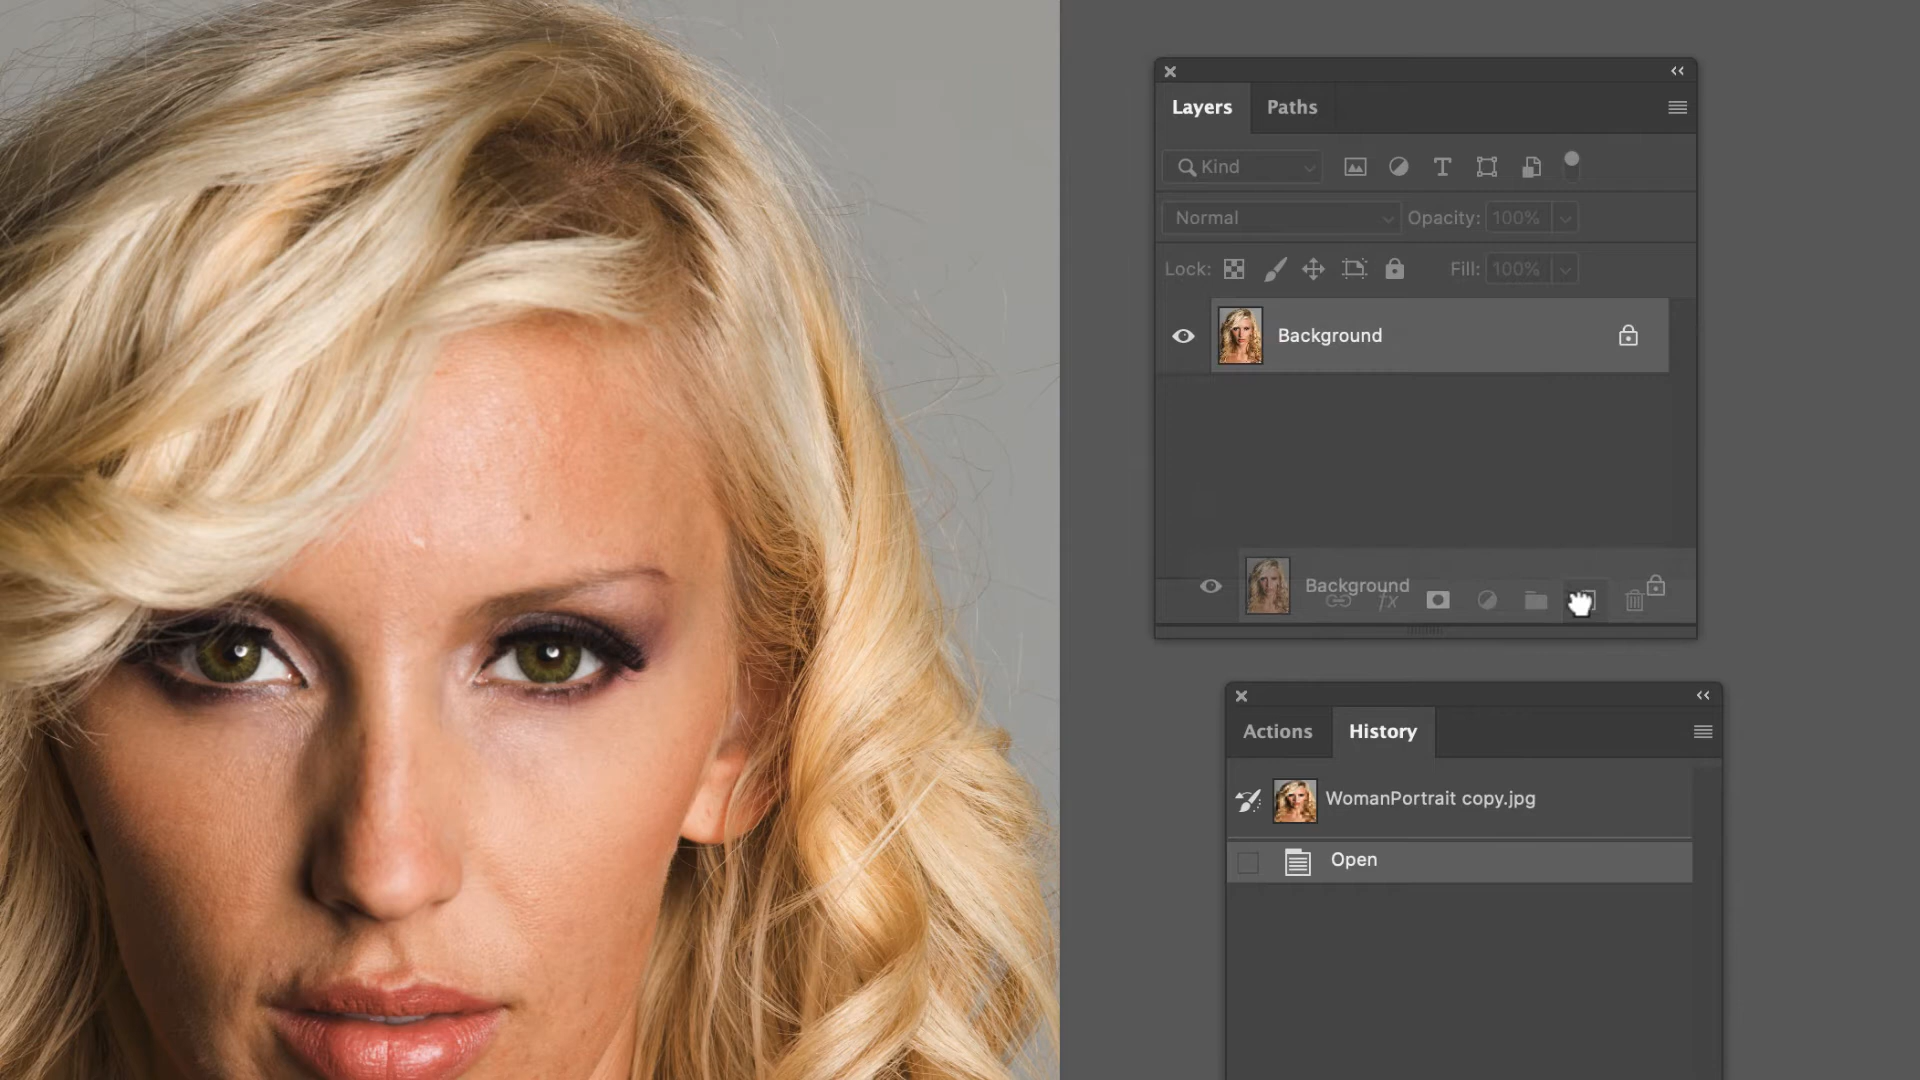 Layers Paths
Kind
Normal Opacity: 100%
Lock: Fill: 100%
Background
Background
fx
Actions History
WomanPortrait copy.jpg
Open